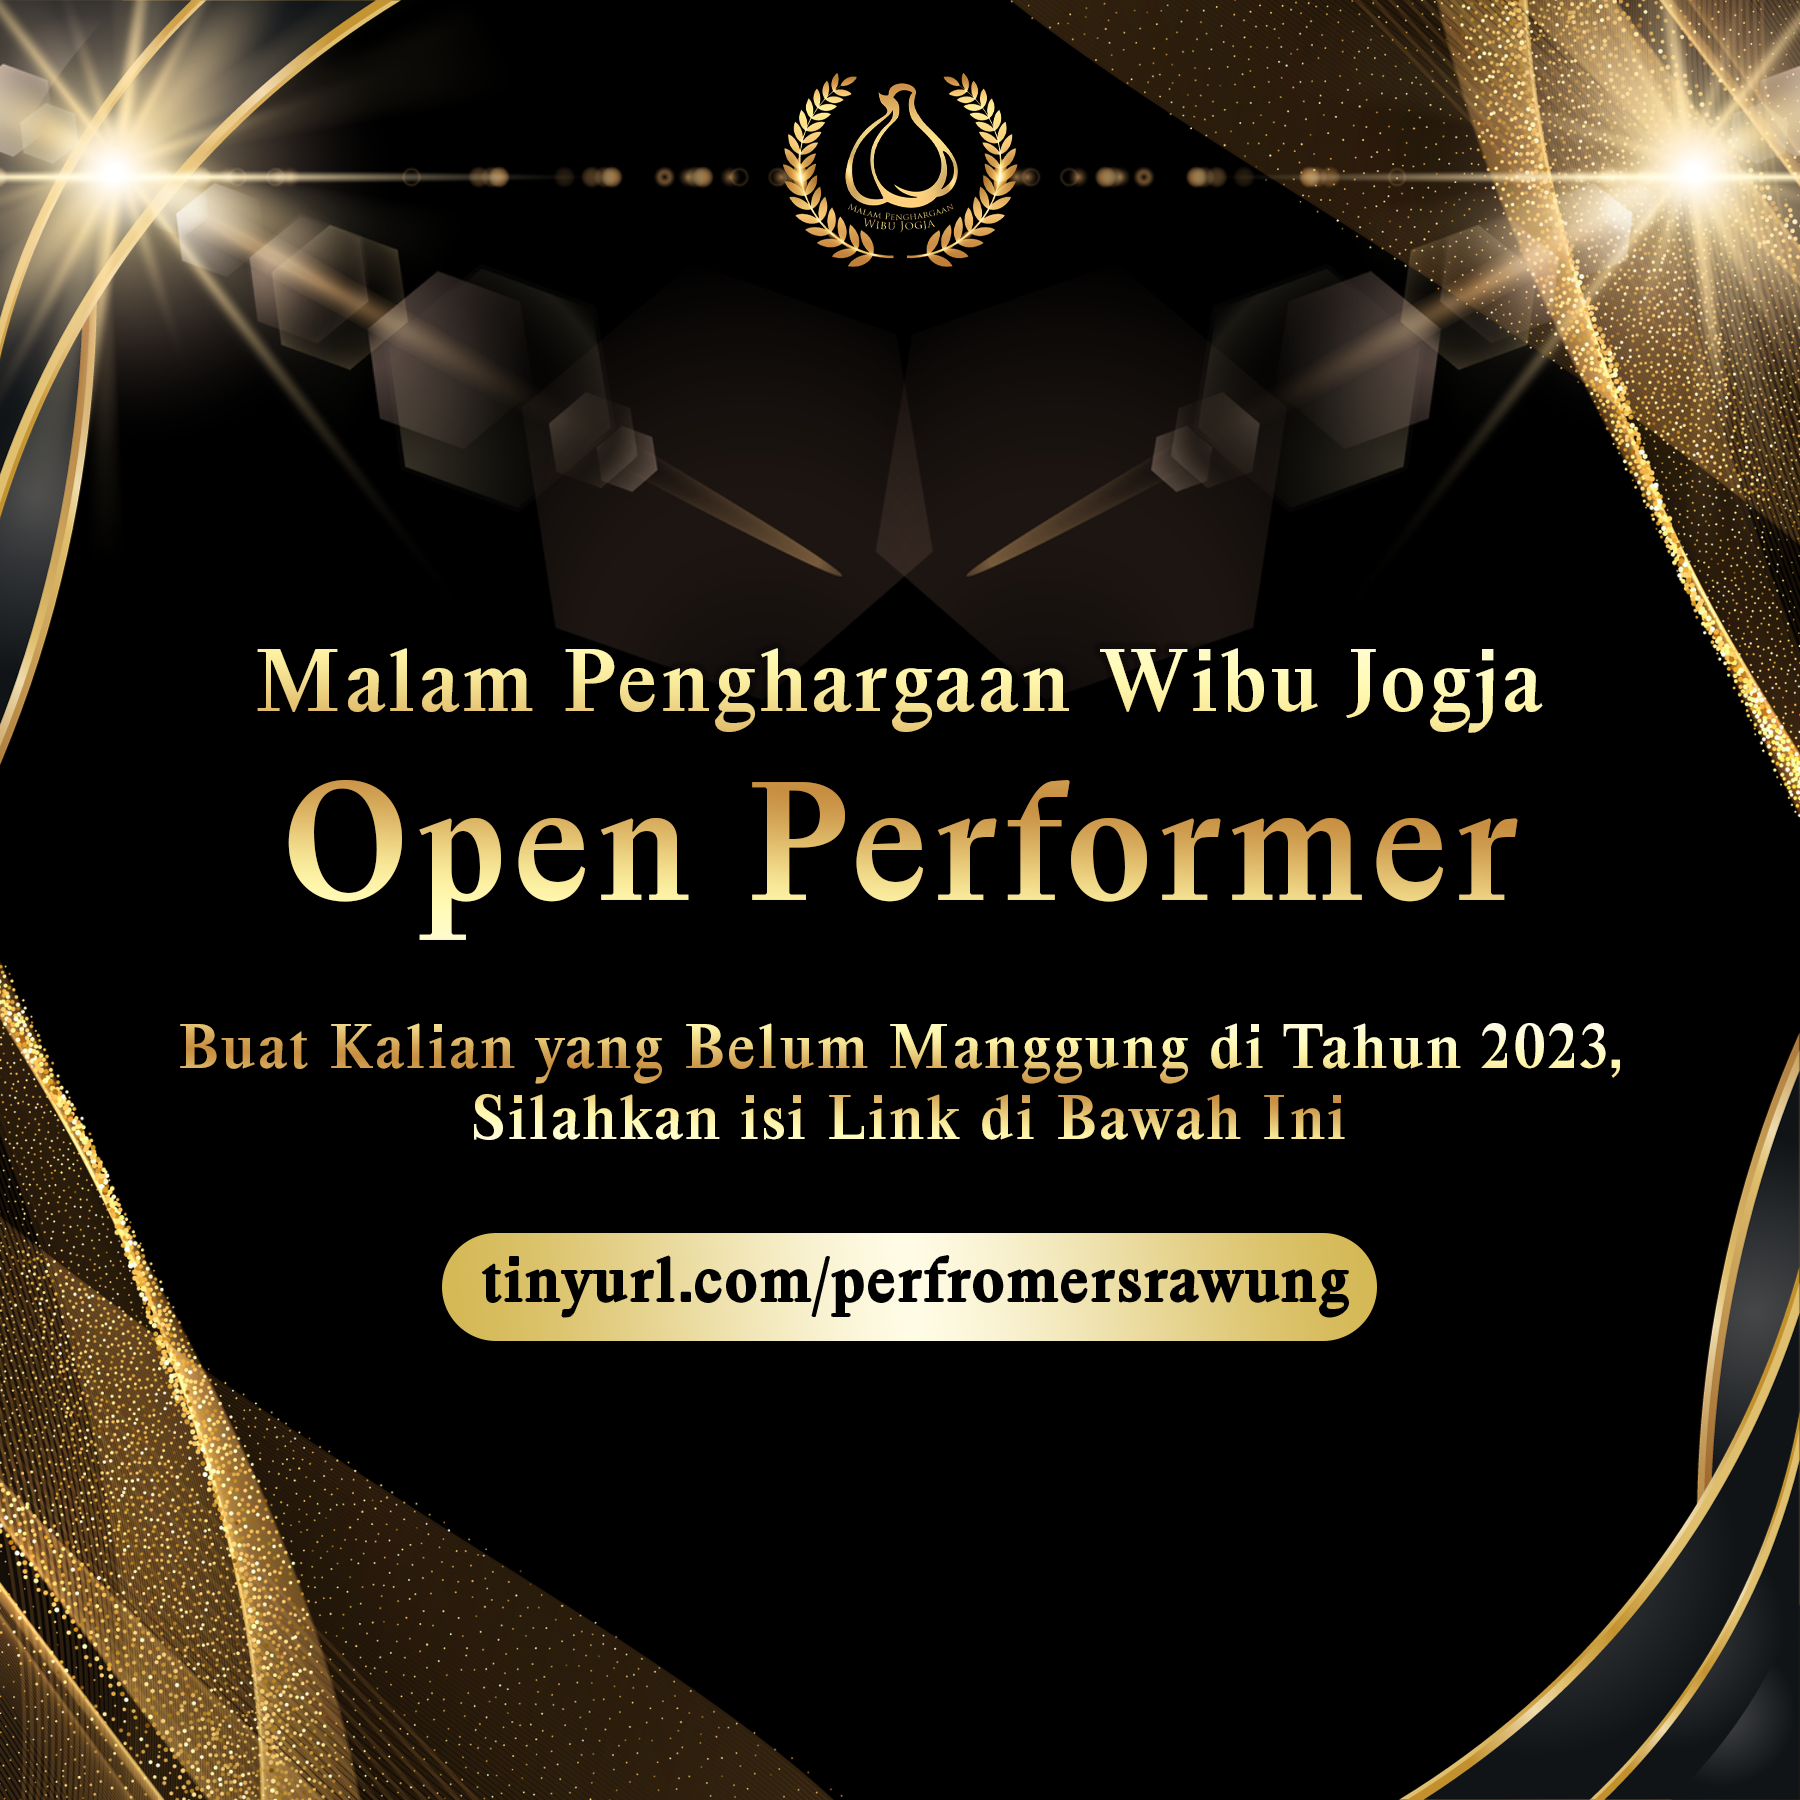 Malam Penghargaan
Wibu Jogja
Malam Penghargaan Wibu Jogja
Open Performer
Buat Kalian yang Belum Manggung di Tahun 2023,
Silahkan isi Link di Bawah Ini
tinyurl.com/perfromersrawung